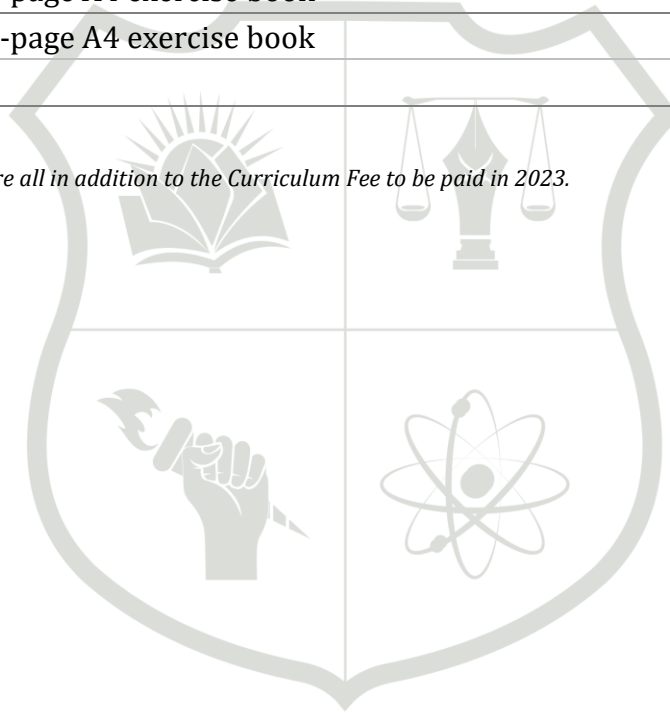 -page A4 exercise book
-page A4 exercise book
re all in addition to the Curriculum Fee to be paid in 2023.